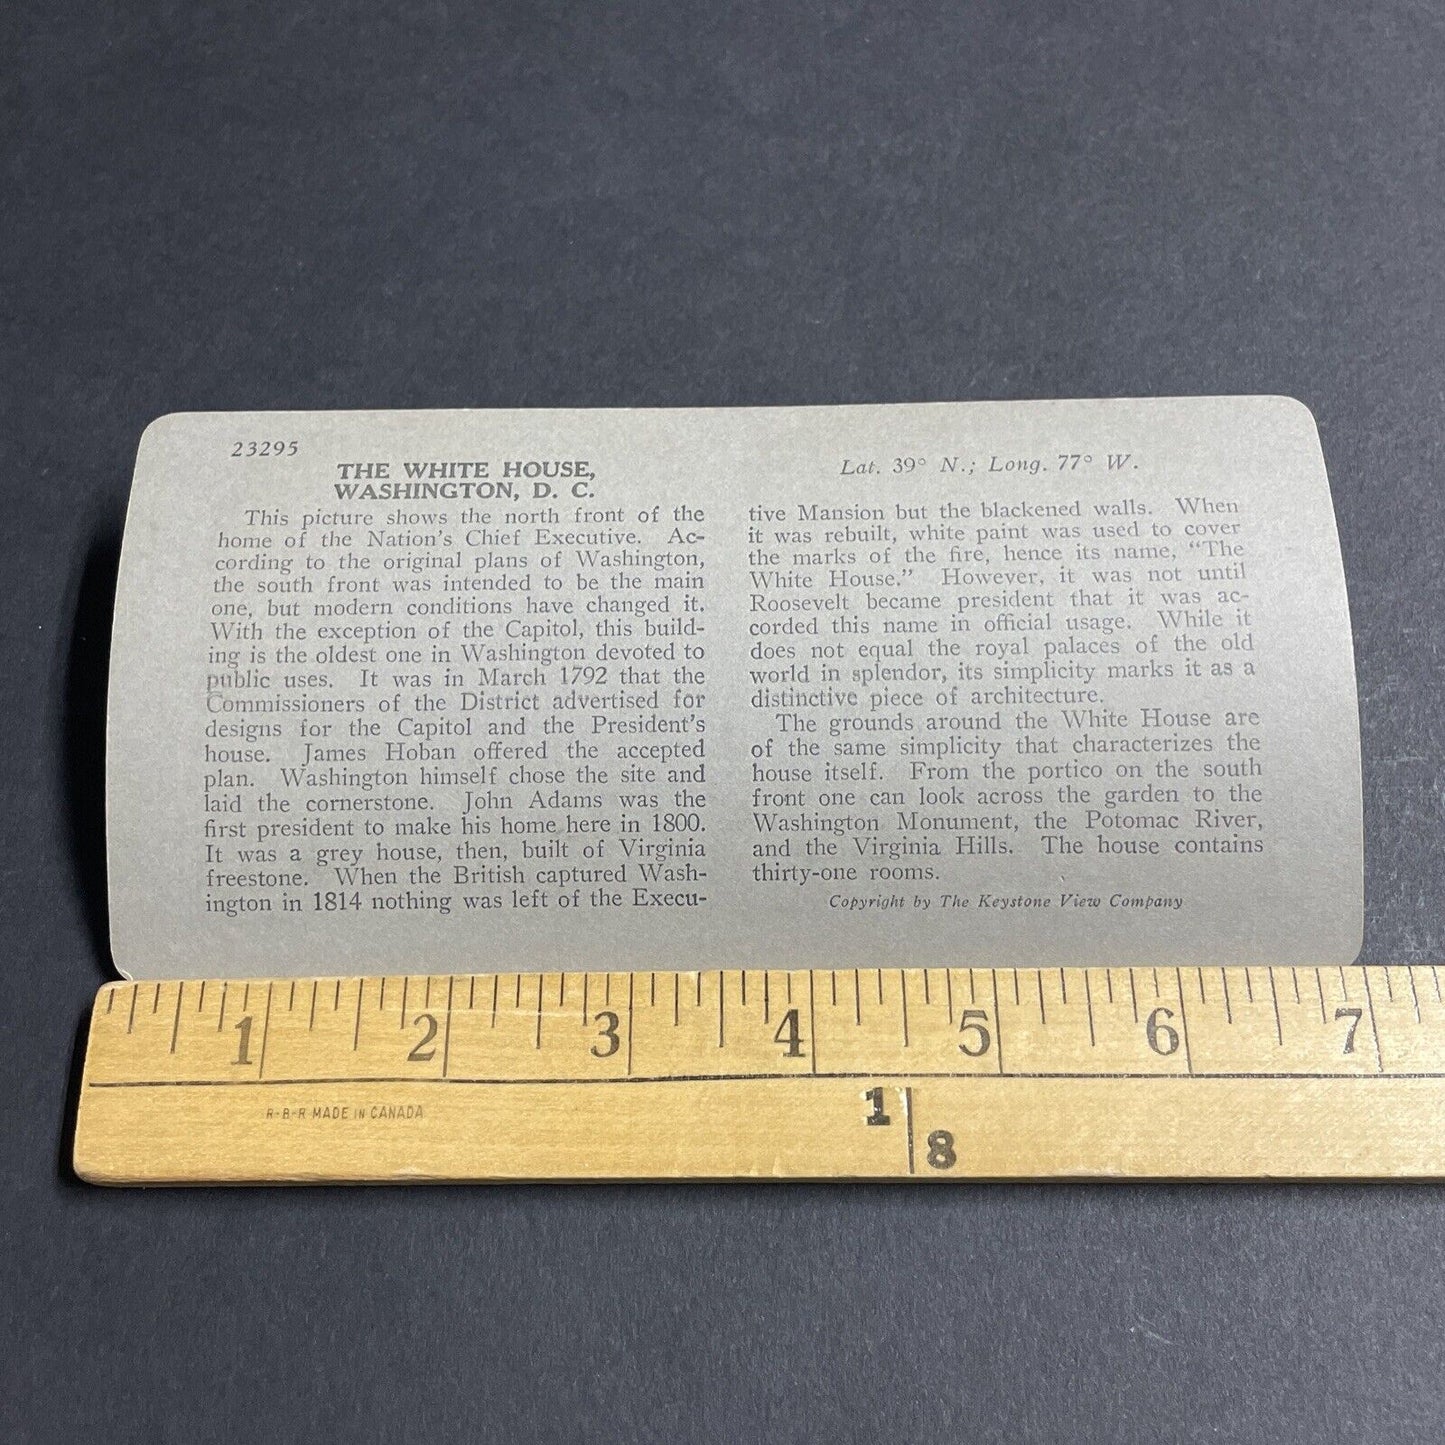 23295
THE WHITE HOUSE,
WASHINGTON, D. C.
This picture shows the north front of the
home of the Nation's Chief Executive. Ac-
cording to the original plans of Washington,
the south front was intended to be the main
one, but modern conditions have changed it.
With the exception of the Capitol, this build-
ing is the oldest one in Washington devoted to
public uses. It was in March 1792 that the
Commissioners of the District advertised for
designs for the Capitol and the President's
house. James Hoban offered the accepted
plan. Washington himself chose the site and
laid the cornerstone. John Adams was the
first president to make his home here in 1800.
It was a grey house, then, built of Virginia
freestone. When the British captured Wash-
ington in 1814 nothing was left of the Execu-
Lat. 39° N.; Long. 77° W.
tive Mansion but the blackened walls. When
it was rebuilt, white paint was used to cover
the marks of the fire, hence its name, "The
White House." However, it was not until
Roosevelt became president that it was ac-
corded this name in official usage. While it
does not equal the royal palaces of the old
world in splendor, its simplicity marks it as a
distinctive piece of architecture.
The grounds around the White House are
of the same simplicity that characterizes the
house itself. From the portico on the south
front one can look across the garden to the
Washington Monument, the Potomac River,
and the Virginia Hills. The house contains
thirty-one rooms.
Copyright by The Keystone View Company
1 2 3 4 5 6 7
R-B-R MADE IN CANADA
1
8